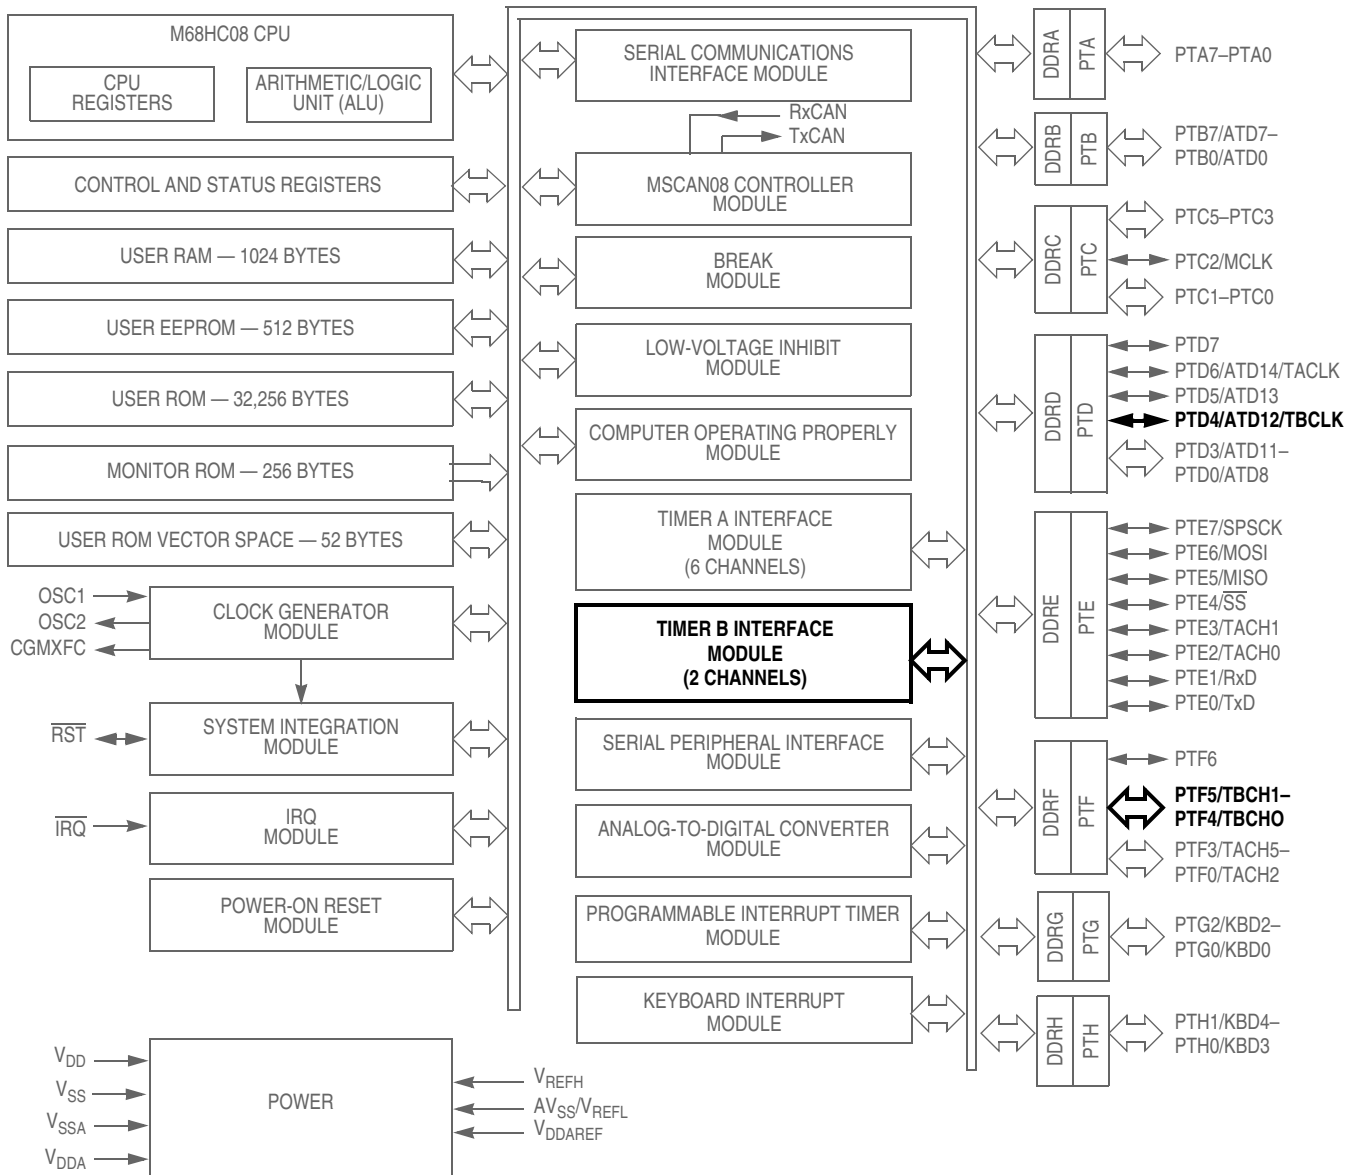 M68HC08 CPU
CPU
REGISTERS
ARITHMETIC/LOGIC
UNIT (ALU)
CONTROL AND STATUS REGISTERS
USER RAM — 1024 BYTES
USER EEPROM — 512 BYTES
USER ROM — 32,256 BYTES
MONITOR ROM — 256 BYTES
USER ROM VECTOR SPACE — 52 BYTES
OSC1
OSC2
CGMXFC
CLOCK GENERATOR
MODULE
RST
SYSTEM INTEGRATION
MODULE
IRQ
IRQ
MODULE
POWER-ON RESET
MODULE
VDD
VSS
VSSA
VDDA
POWER
VREFH
AVSS/VREFL
VDDAREF
SERIAL COMMUNICATIONS
INTERFACE MODULE
RxCAN
TxCAN
MSCAN08 CONTROLLER
MODULE
BREAK
MODULE
LOW-VOLTAGE INHIBIT
MODULE
COMPUTER OPERATING PROPERLY
MODULE
TIMER A INTERFACE
MODULE
(6 CHANNELS)
TIMER B INTERFACE
MODULE
(2 CHANNELS)
SERIAL PERIPHERAL INTERFACE
MODULE
ANALOG-TO-DIGITAL CONVERTER
MODULE
PROGRAMMABLE INTERRUPT TIMER
MODULE
KEYBOARD INTERRUPT
MODULE
DDRA
PTA
PTA7–PTA0
DDRB
PTB
PTB7/ATD7–
PTB0/ATD0
DDRC
PTC
PTC5–PTC3
PTC2/MCLK
PTC1–PTC0
DDRD
PTD
PTD7
PTD6/ATD14/TACLK
PTD5/ATD13
PTD4/ATD12/TBCLK
PTD3/ATD11–
PTD0/ATD8
DDRE
PTE
PTE7/SPSCK
PTE6/MOSI
PTE5/MISO
PTE4/SS
PTE3/TACH1
PTE2/TACH0
PTE1/RxD
PTE0/TxD
DDRF
PTF
PTF6
PTF5/TBCH1–
PTF4/TBCHO
PTF3/TACH5–
PTF0/TACH2
DDRG
PTG
PTG2/KBD2–
PTG0/KBD0
DDRH
PTH
PTH1/KBD4–
PTH0/KBD3